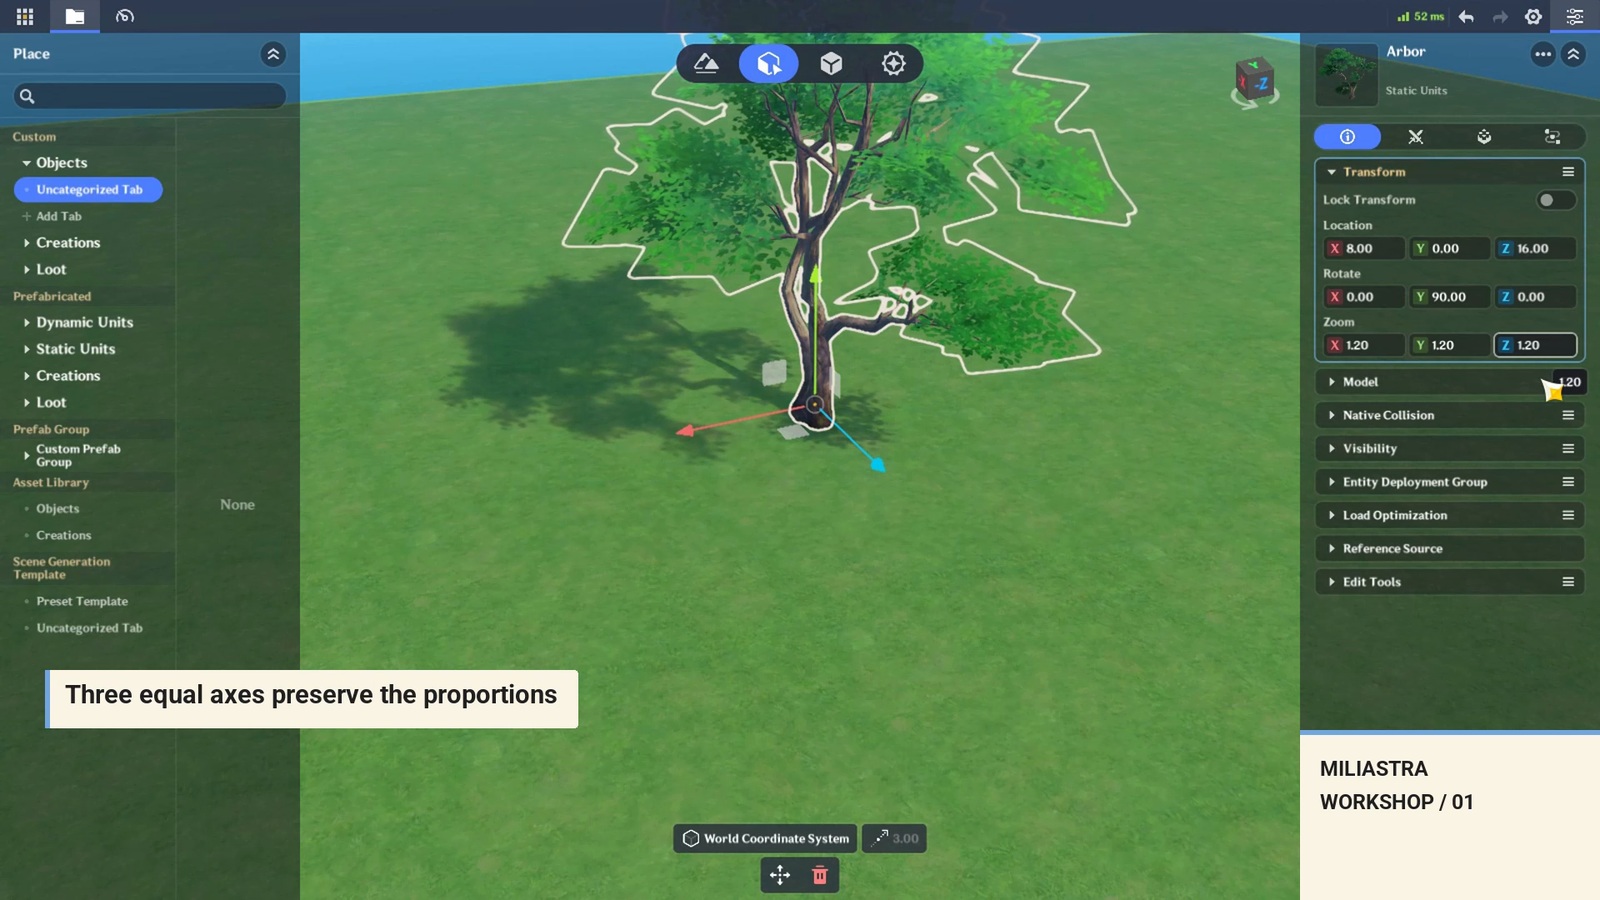 52 ms
Place
Custom
Objects
Uncategorized Tab
Add Tab
Creations
Loot
Prefabricated
Dynamic Units
Static Units
Creations
Loot
Prefab Group
Custom Prefab
Group
Asset Library
Objects
Creations
Scene Generation
Template
Preset Template
Uncategorized Tab
None
Three equal axes preserve the proportions
Y
X
-Z
World Coordinate System
3.00
Arbor
Static Units
Transform
Lock Transform
Location
X 8.00 Y 0.00 Z 16.00
Rotate
X 0.00 Y 90.00 Z 0.00
Zoom
X 1.20 Y 1.20 Z 1.20
Model
Native Collision
Visibility
Entity Deployment Group
Load Optimization
Reference Source
Edit Tools
MILIASTRA
WORKSHOP / 01